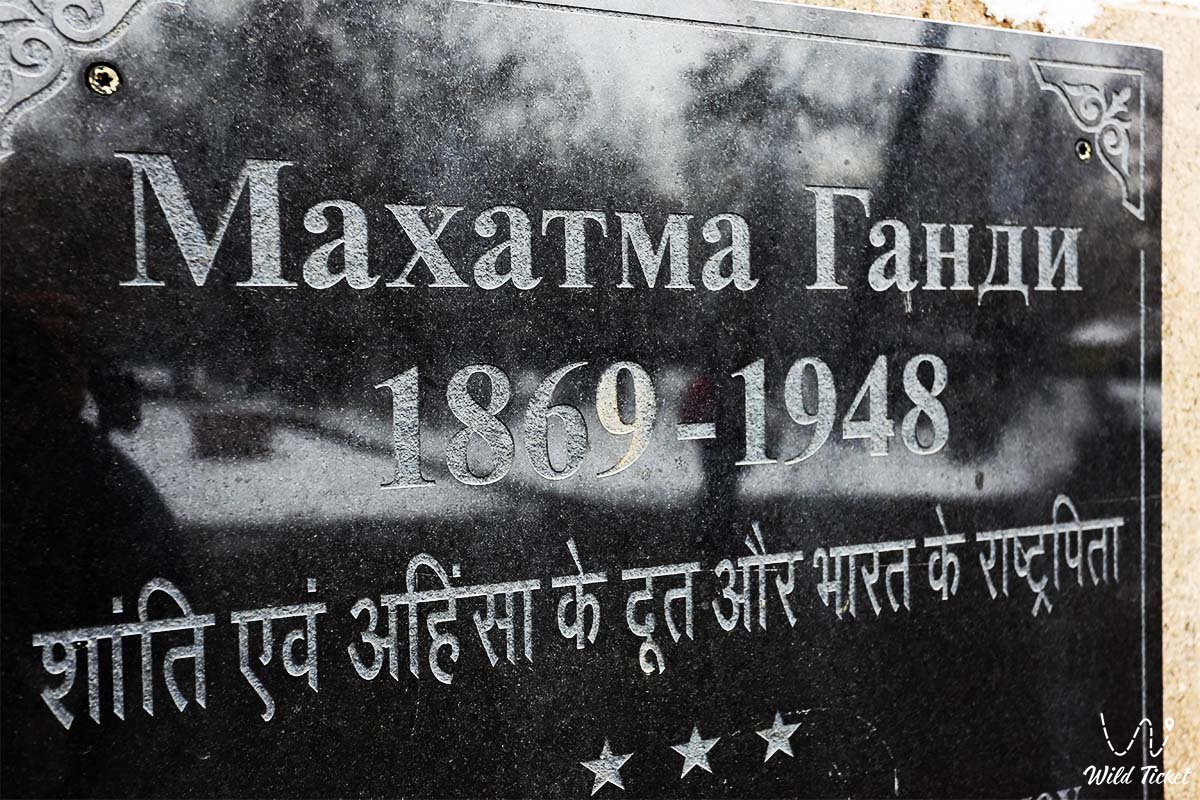 Махатма Ганди
1869-1948
शांति एवं अहिंसा के दूत और भारत के राष्ट्रपिता
Wild Ticket